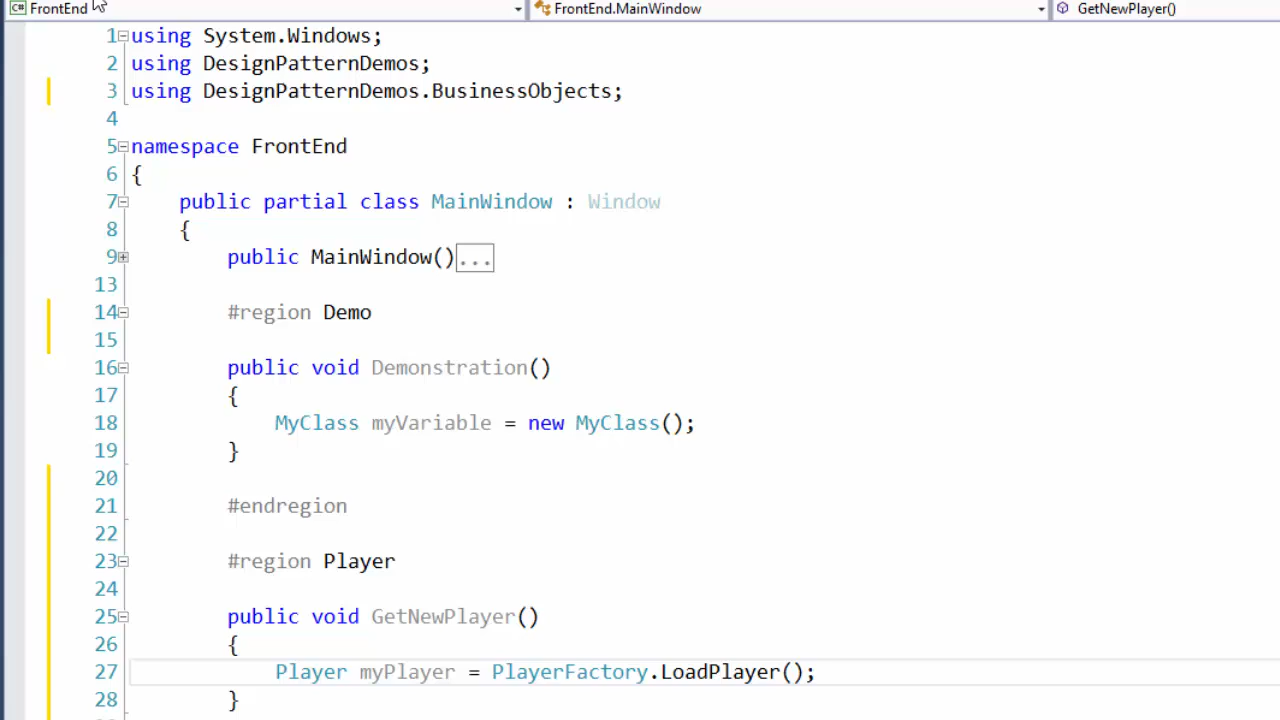 C# FrontEnd FrontEnd.MainWindow GetNewPlayer()
1 using System.Windows;
2 using DesignPatternDemos;
3 using DesignPatternDemos.BusinessObjects;
4
5 namespace FrontEnd
6 {
7 public partial class MainWindow : Window
8 {
9 public MainWindow()...
13
14 #region Demo
15
16 public void Demonstration()
17 {
18 MyClass myVariable = new MyClass();
19 }
20
21 #endregion
22
23 #region Player
24
25 public void GetNewPlayer()
26 {
27 Player myPlayer = PlayerFactory.LoadPlayer();
28 }